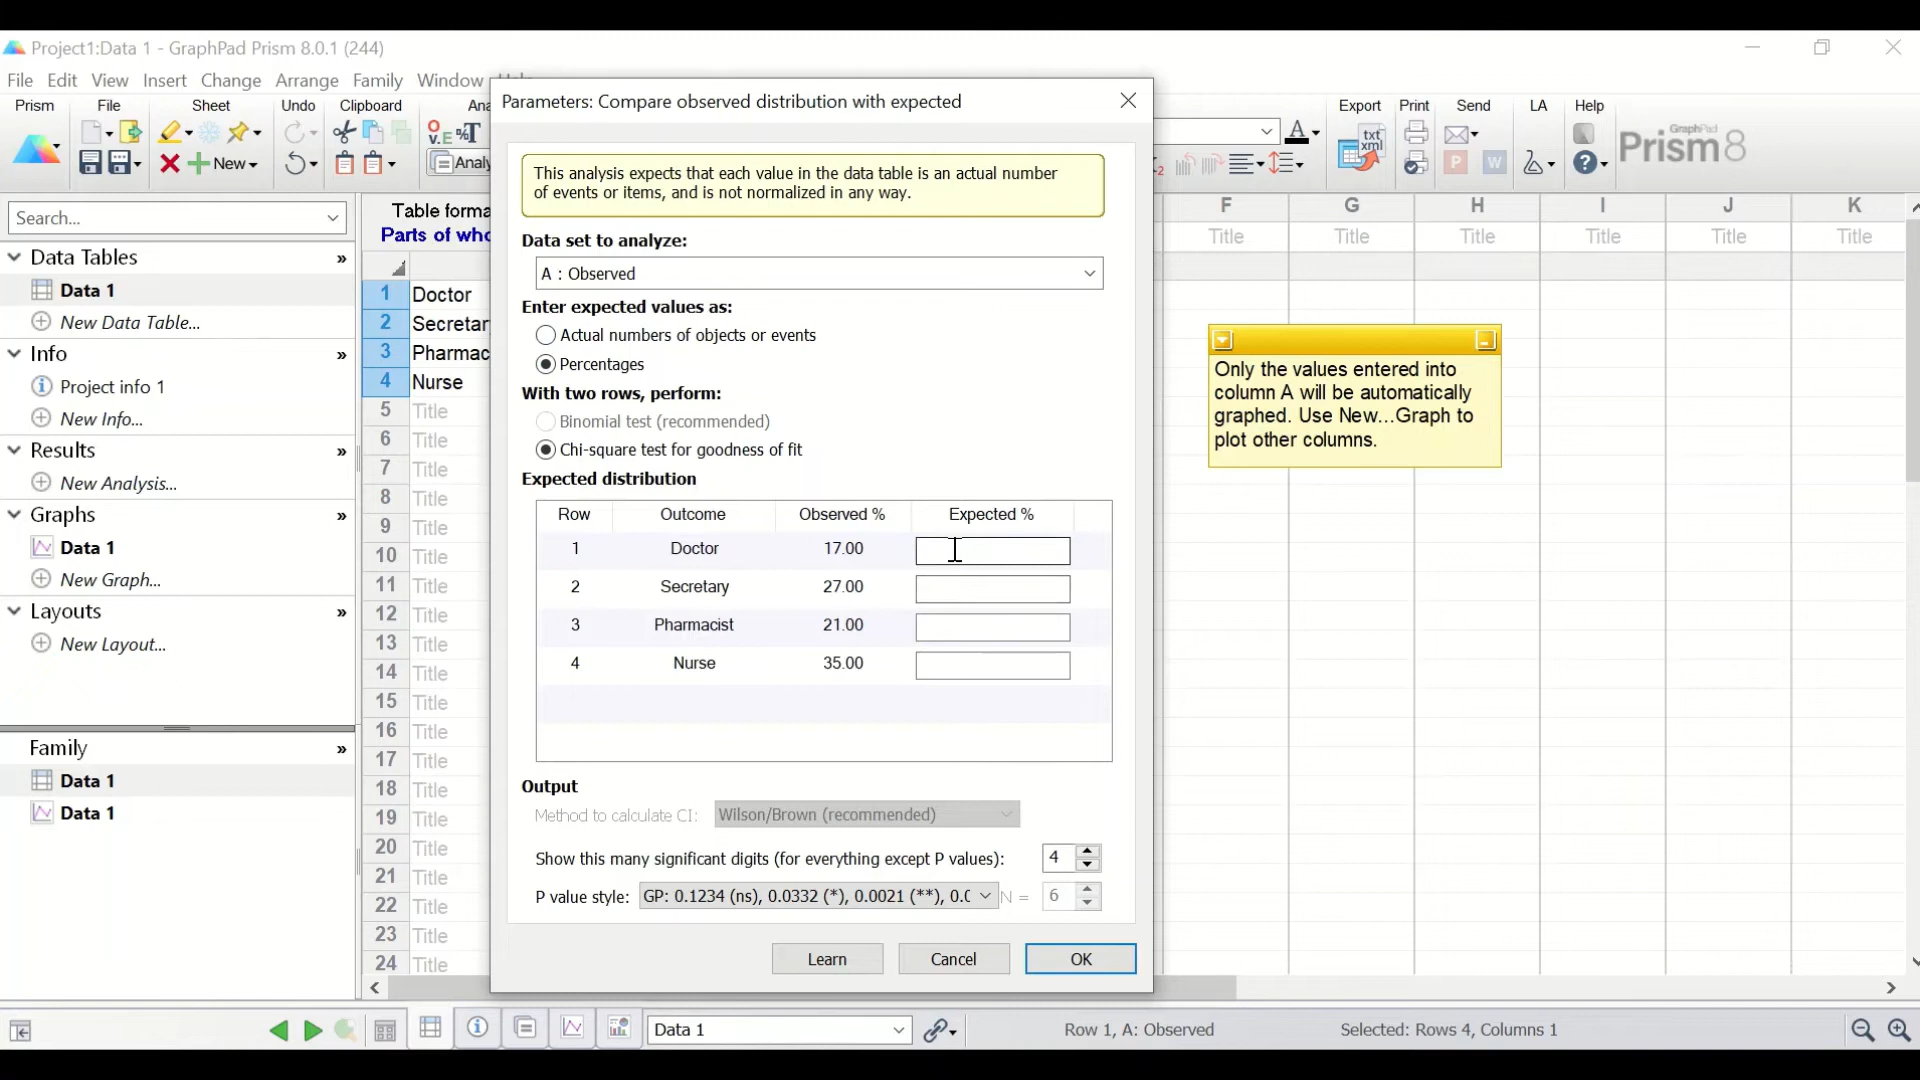 Project1:Data 1 - GraphPad Prism 8.0.1 (244)
File Edit View Insert Change Arrange Family Window
Prism File Sheet Undo Clipboard Export Print Send LA Help
New
txt
xml
P W
GraphPad
Prism 8
Search...
Data Tables »
Data 1
New Data Table...
Info »
Project info 1
New Info...
Results »
New Analysis...
Graphs »
Data 1
New Graph...
Layouts »
New Layout...
Family »
Data 1
Data 1
F G H I J K
Title Title Title Title Title Title
1 Doctor
2
3
4 Nurse
5 Title
6 Title
7 Title
8 Title
9 Title
10 Title
11 Title
12 Title
13 Title
14 Title
15 Title
16 Title
17 Title
18 Title
19 Title
20 Title
21 Title
22 Title
23 Title
24 Title
Parameters: Compare observed distribution with expected
This analysis expects that each value in the data table is an actual number
of events or items, and is not normalized in any way.
Data set to analyze:
A : Observed
Enter expected values as:
Actual numbers of objects or events
Percentages
With two rows, perform:
Binomial test (recommended)
Chi-square test for goodness of fit
Expected distribution
Row Outcome Observed % Expected %
1 Doctor 17.00
2 Secretary 27.00
3 Pharmacist 21.00
4 Nurse 35.00
Output
Method to calculate CI: Wilson/Brown (recommended)
Show this many significant digits (for everything except P values): 4
P value style: GP: 0.1234 (ns), 0.0332 (*), 0.0021 (**), 0.0 N = 6
Learn Cancel OK
Only the values entered into
column A will be automatically
graphed. Use New...Graph to
plot other columns.
Data 1
Row 1, A: Observed
Selected: Rows 4, Columns 1